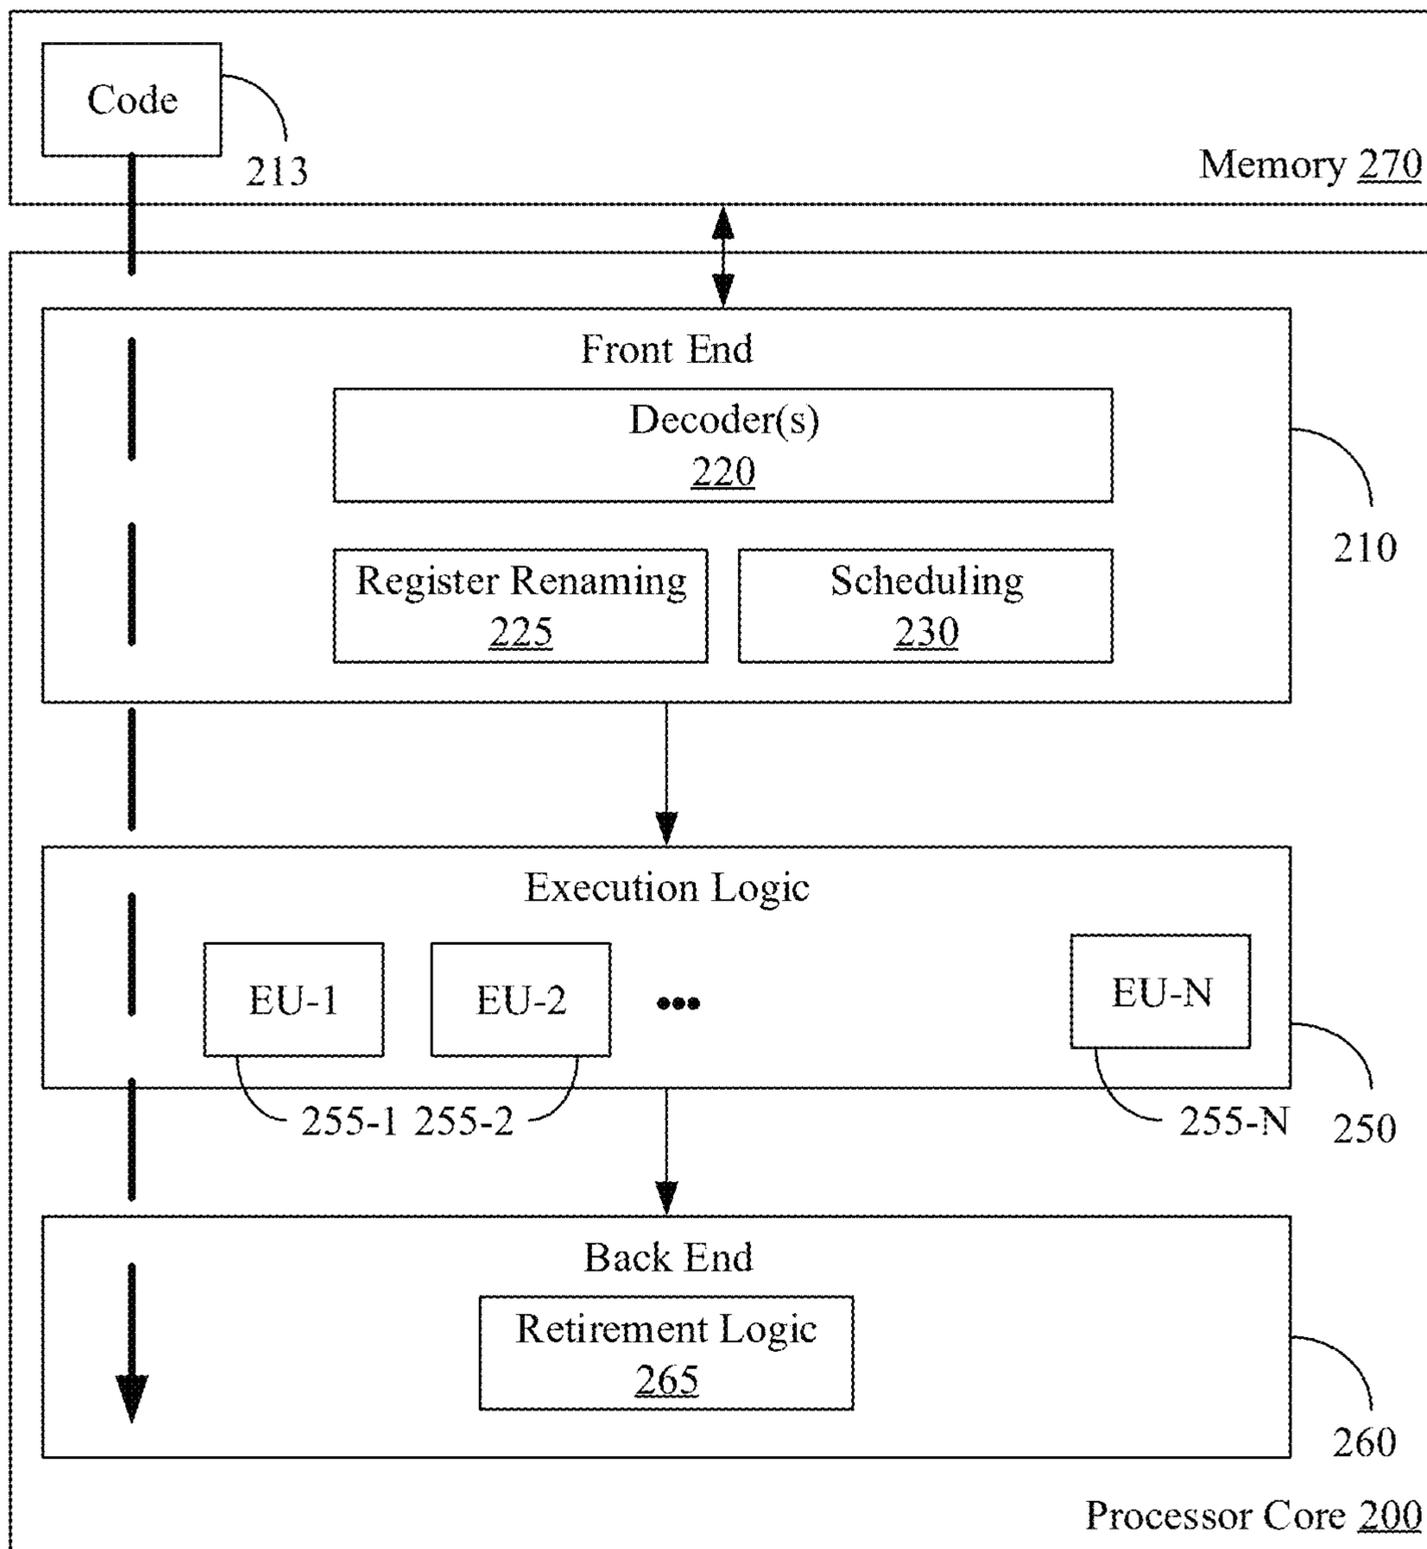 Code
213
Memory 270
Front End
Decoder(s)
220
210
Register Renaming
225
Scheduling
230
Execution Logic
EU-1
EU-2
•••
EU-N
255-1 255-2
255-N
250
Back End
Retirement Logic
265
260
Processor Core 200